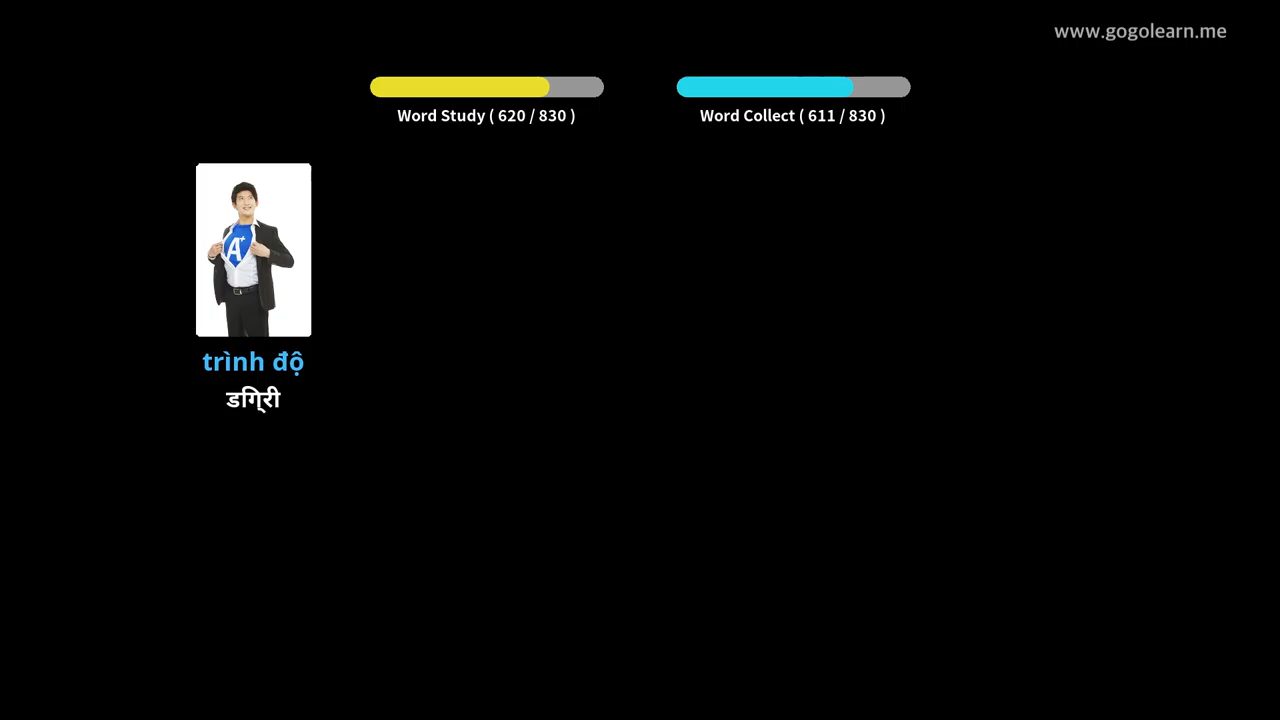 www.gogolearn.me
Word Study ( 620 / 830 )
Word Collect ( 611 / 830 )
A+
trình độ
डिग्री